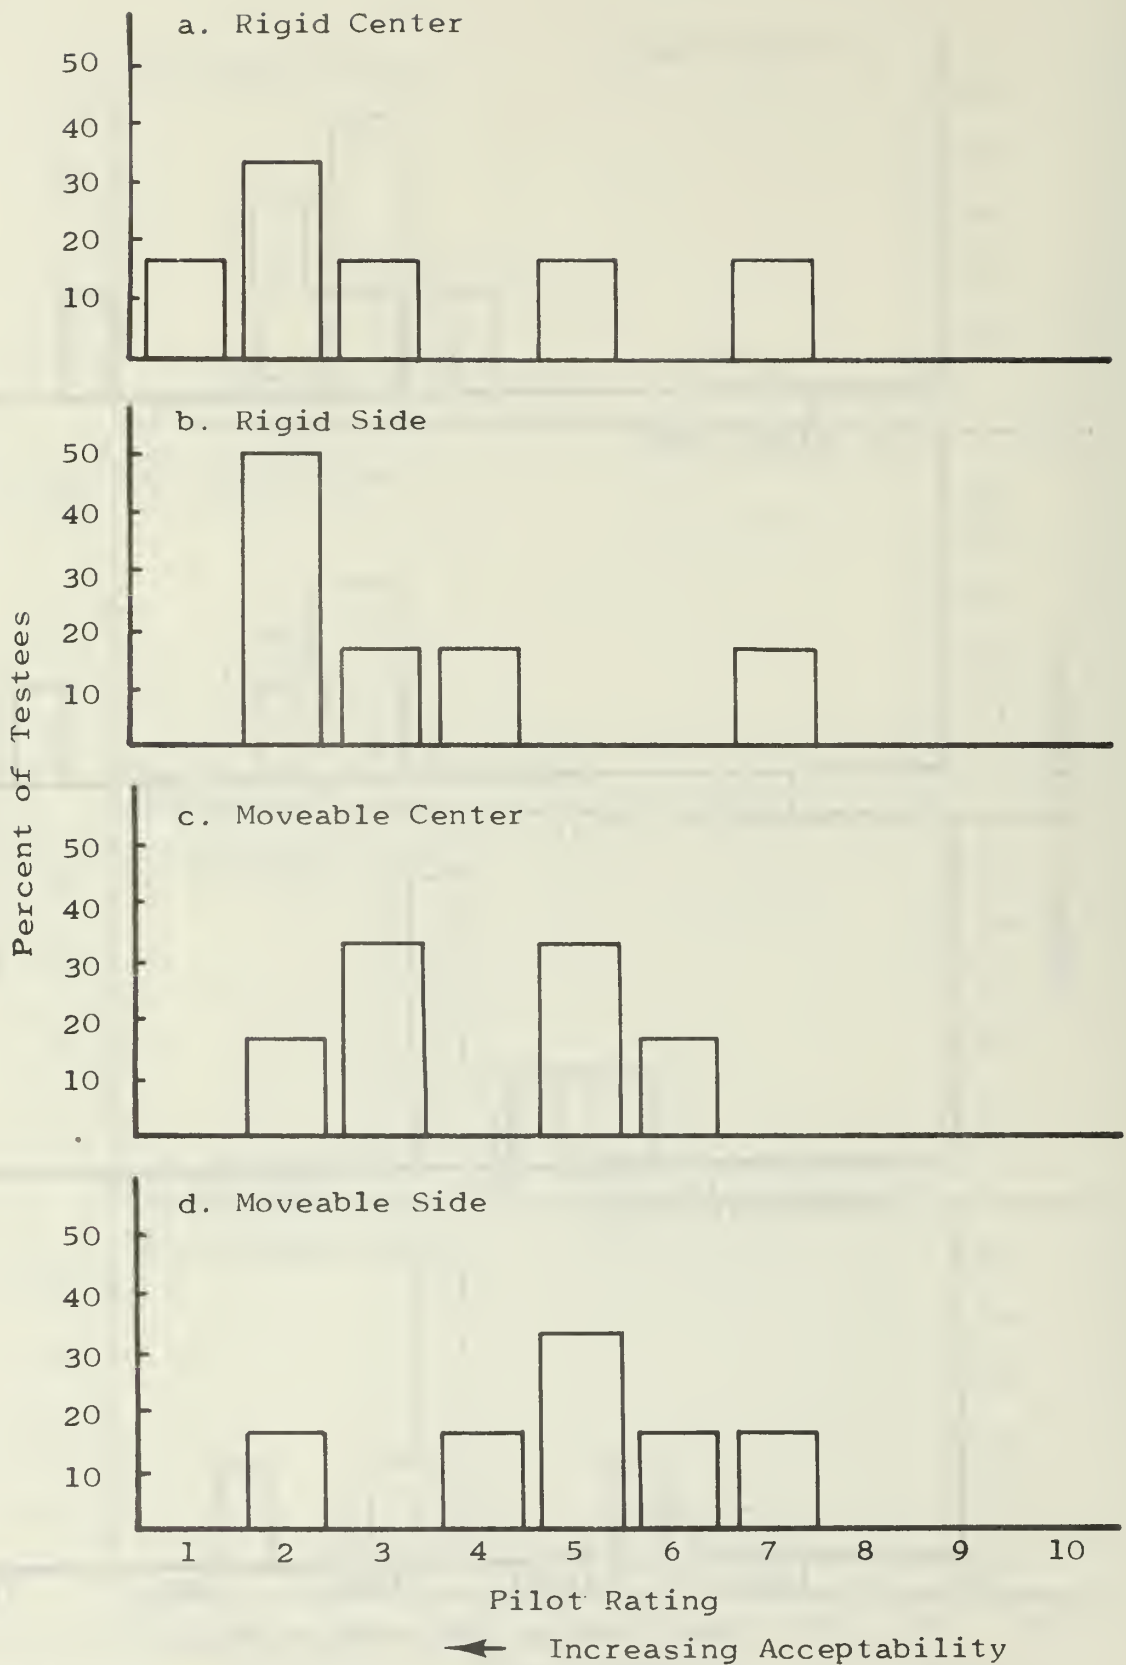 a. Rigid Center
50
40
30
20
10
b. Rigid Side
50
40
30
20
10
c. Moveable Center
50
40
30
20
10
d. Moveable Side
50
40
30
20
10
Percent of Testees
1 2 3 4 5 6 7 8 9 10
Pilot Rating
← Increasing Acceptability